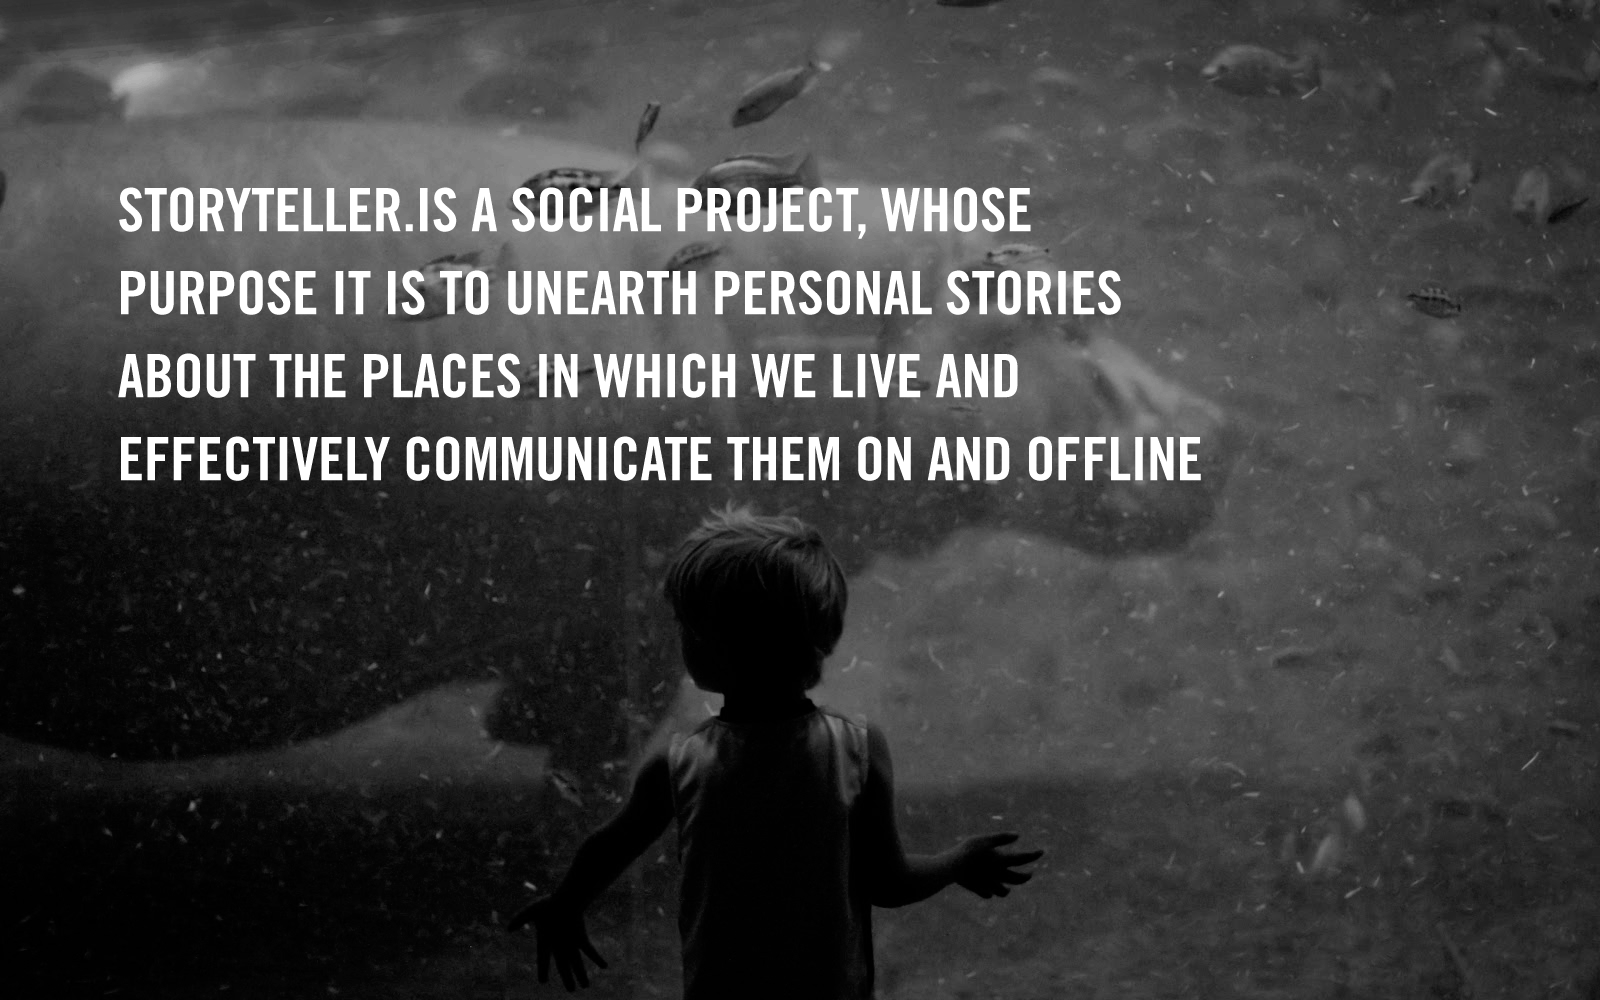 STORYTELLER.IS A SOCIAL PROJECT, WHOSE
PURPOSE IT IS TO UNEARTH PERSONAL STORIES
ABOUT THE PLACES IN WHICH WE LIVE AND
EFFECTIVELY COMMUNICATE THEM ON AND OFFLINE